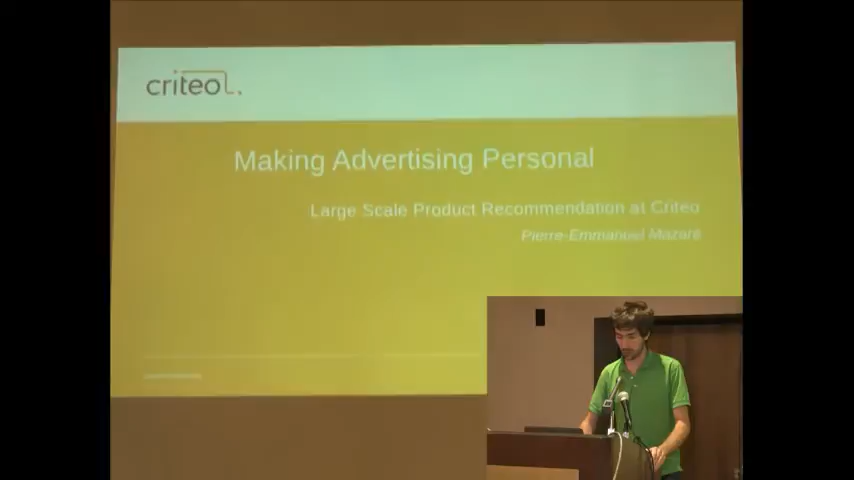 criteo
Making Advertising Personal
Large Scale Product Recommendation at Criteo
Pierre-Emmanuel Mazaré